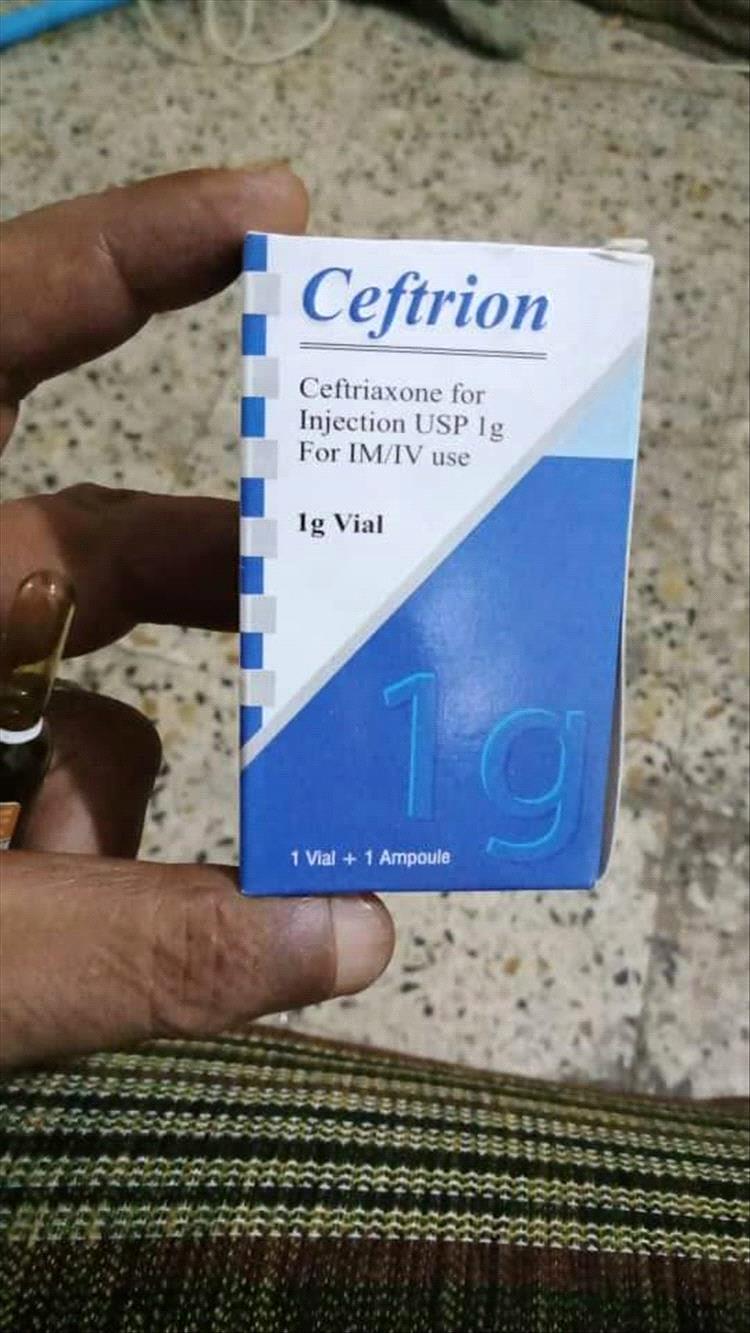 Ceftrion
Ceftriaxone for
Injection USP 1g
For IM/IV use
1g Vial
1g
1 Vial + 1 Ampoule